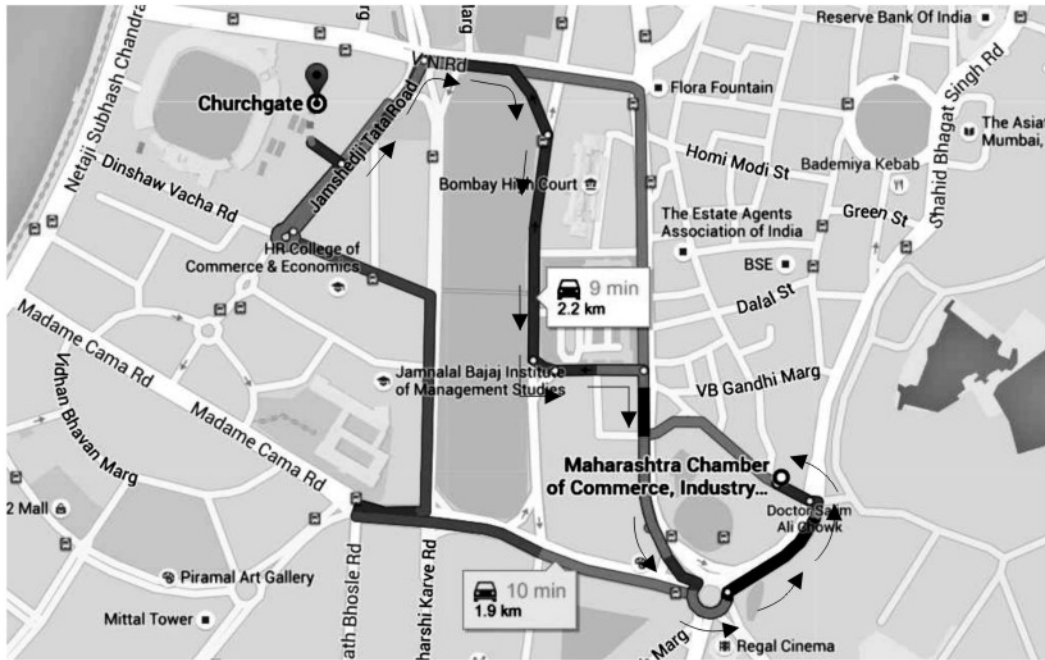 Marg
Marg
Reserve Bank Of India
V. N. Rd
Netaji Subhash Chandra
Churchgate
Flora Fountain
Jamshedji Tata Road
Shahid Bhagat Singh Rd
The Asiat
Mumbai,
Dinshaw Vacha Rd
Homi Modi St
Bademiya Kebab
Bombay High Court
The Estate Agents
Association of India
Green St
HR College of
Commerce & Economics
BSE
9 min
2.2 km
Dalal St
Madame Cama Rd
Jamnalal Bajaj Institute
of Management Studies
VB Gandhi Marg
Vidhan Bhavan Marg
Madame Cama Rd
Maharashtra Chamber
of Commerce, Industry...
2 Mall
Doctor Salim
Ali Chowk
Piramal Art Gallery
10 min
1.9 km
Mittal Tower
ath Bhosle Rd
harshi Karve Rd
Marg
Regal Cinema